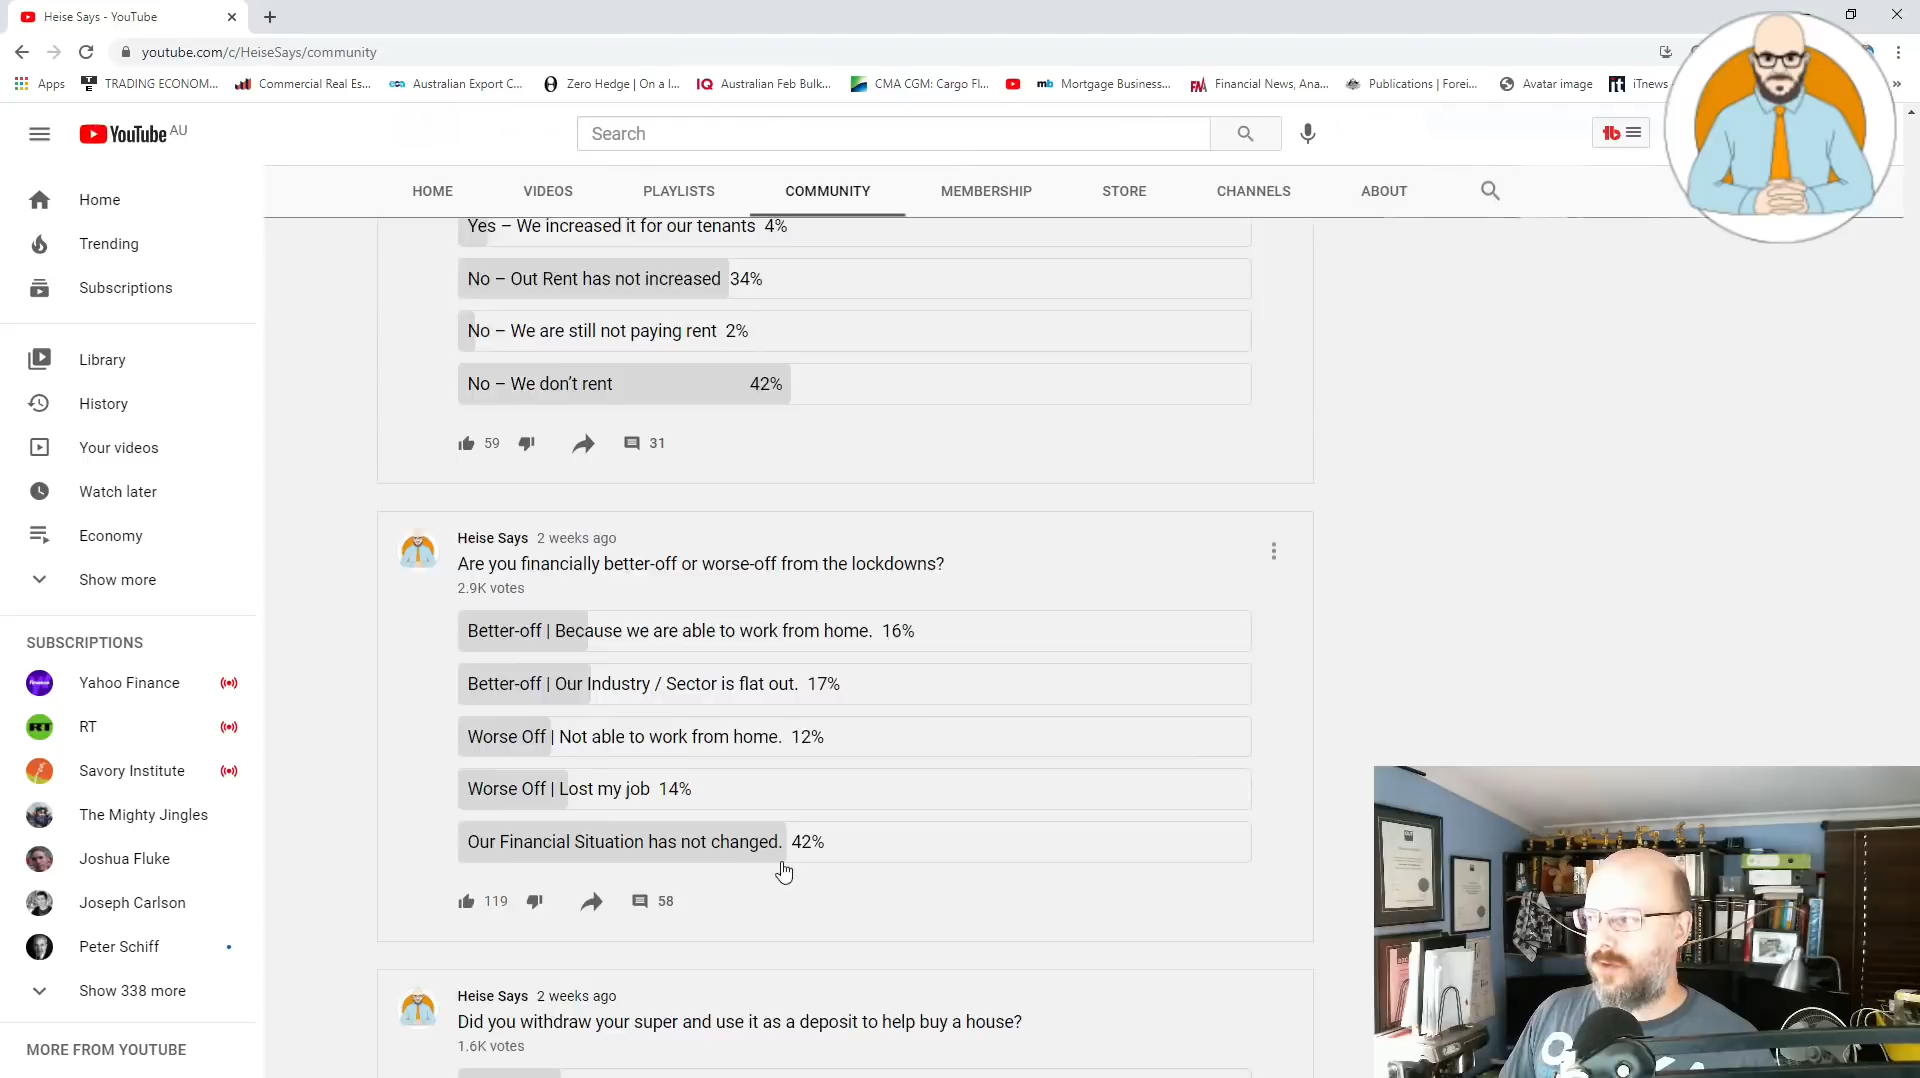 Heise Says - YouTube
youtube.com/c/HeiseSays/community
Apps
TRADING ECONOM...
Commercial Real Es...
Australian Export C...
Zero Hedge | On a l...
IQ
Australian Feb Bulk...
CMA CGM: Cargo Fl...
mb
Mortgage Business...
FM
Financial News, Ana...
Publications | Forei...
Avatar image
iTnews
YouTube AU
Search
HOME
VIDEOS
PLAYLISTS
COMMUNITY
MEMBERSHIP
STORE
CHANNELS
ABOUT
Home
Trending
Subscriptions
Library
History
Your videos
Watch later
Economy
Show more
SUBSCRIPTIONS
Yahoo Finance
RT
Savory Institute
The Mighty Jingles
Joshua Fluke
Joseph Carlson
Peter Schiff
Show 338 more
MORE FROM YOUTUBE
Yes – We increased it for our tenants 4%
No – Out Rent has not increased 34%
No – We are still not paying rent 2%
No – We don’t rent 42%
59
31
Heise Says 2 weeks ago
Are you financially better-off or worse-off from the lockdowns?
2.9K votes
Better-off | Because we are able to work from home. 16%
Better-off | Our Industry / Sector is flat out. 17%
Worse Off | Not able to work from home. 12%
Worse Off | Lost my job 14%
Our Financial Situation has not changed. 42%
119
58
Heise Says 2 weeks ago
Did you withdraw your super and use it as a deposit to help buy a house?
1.6K votes